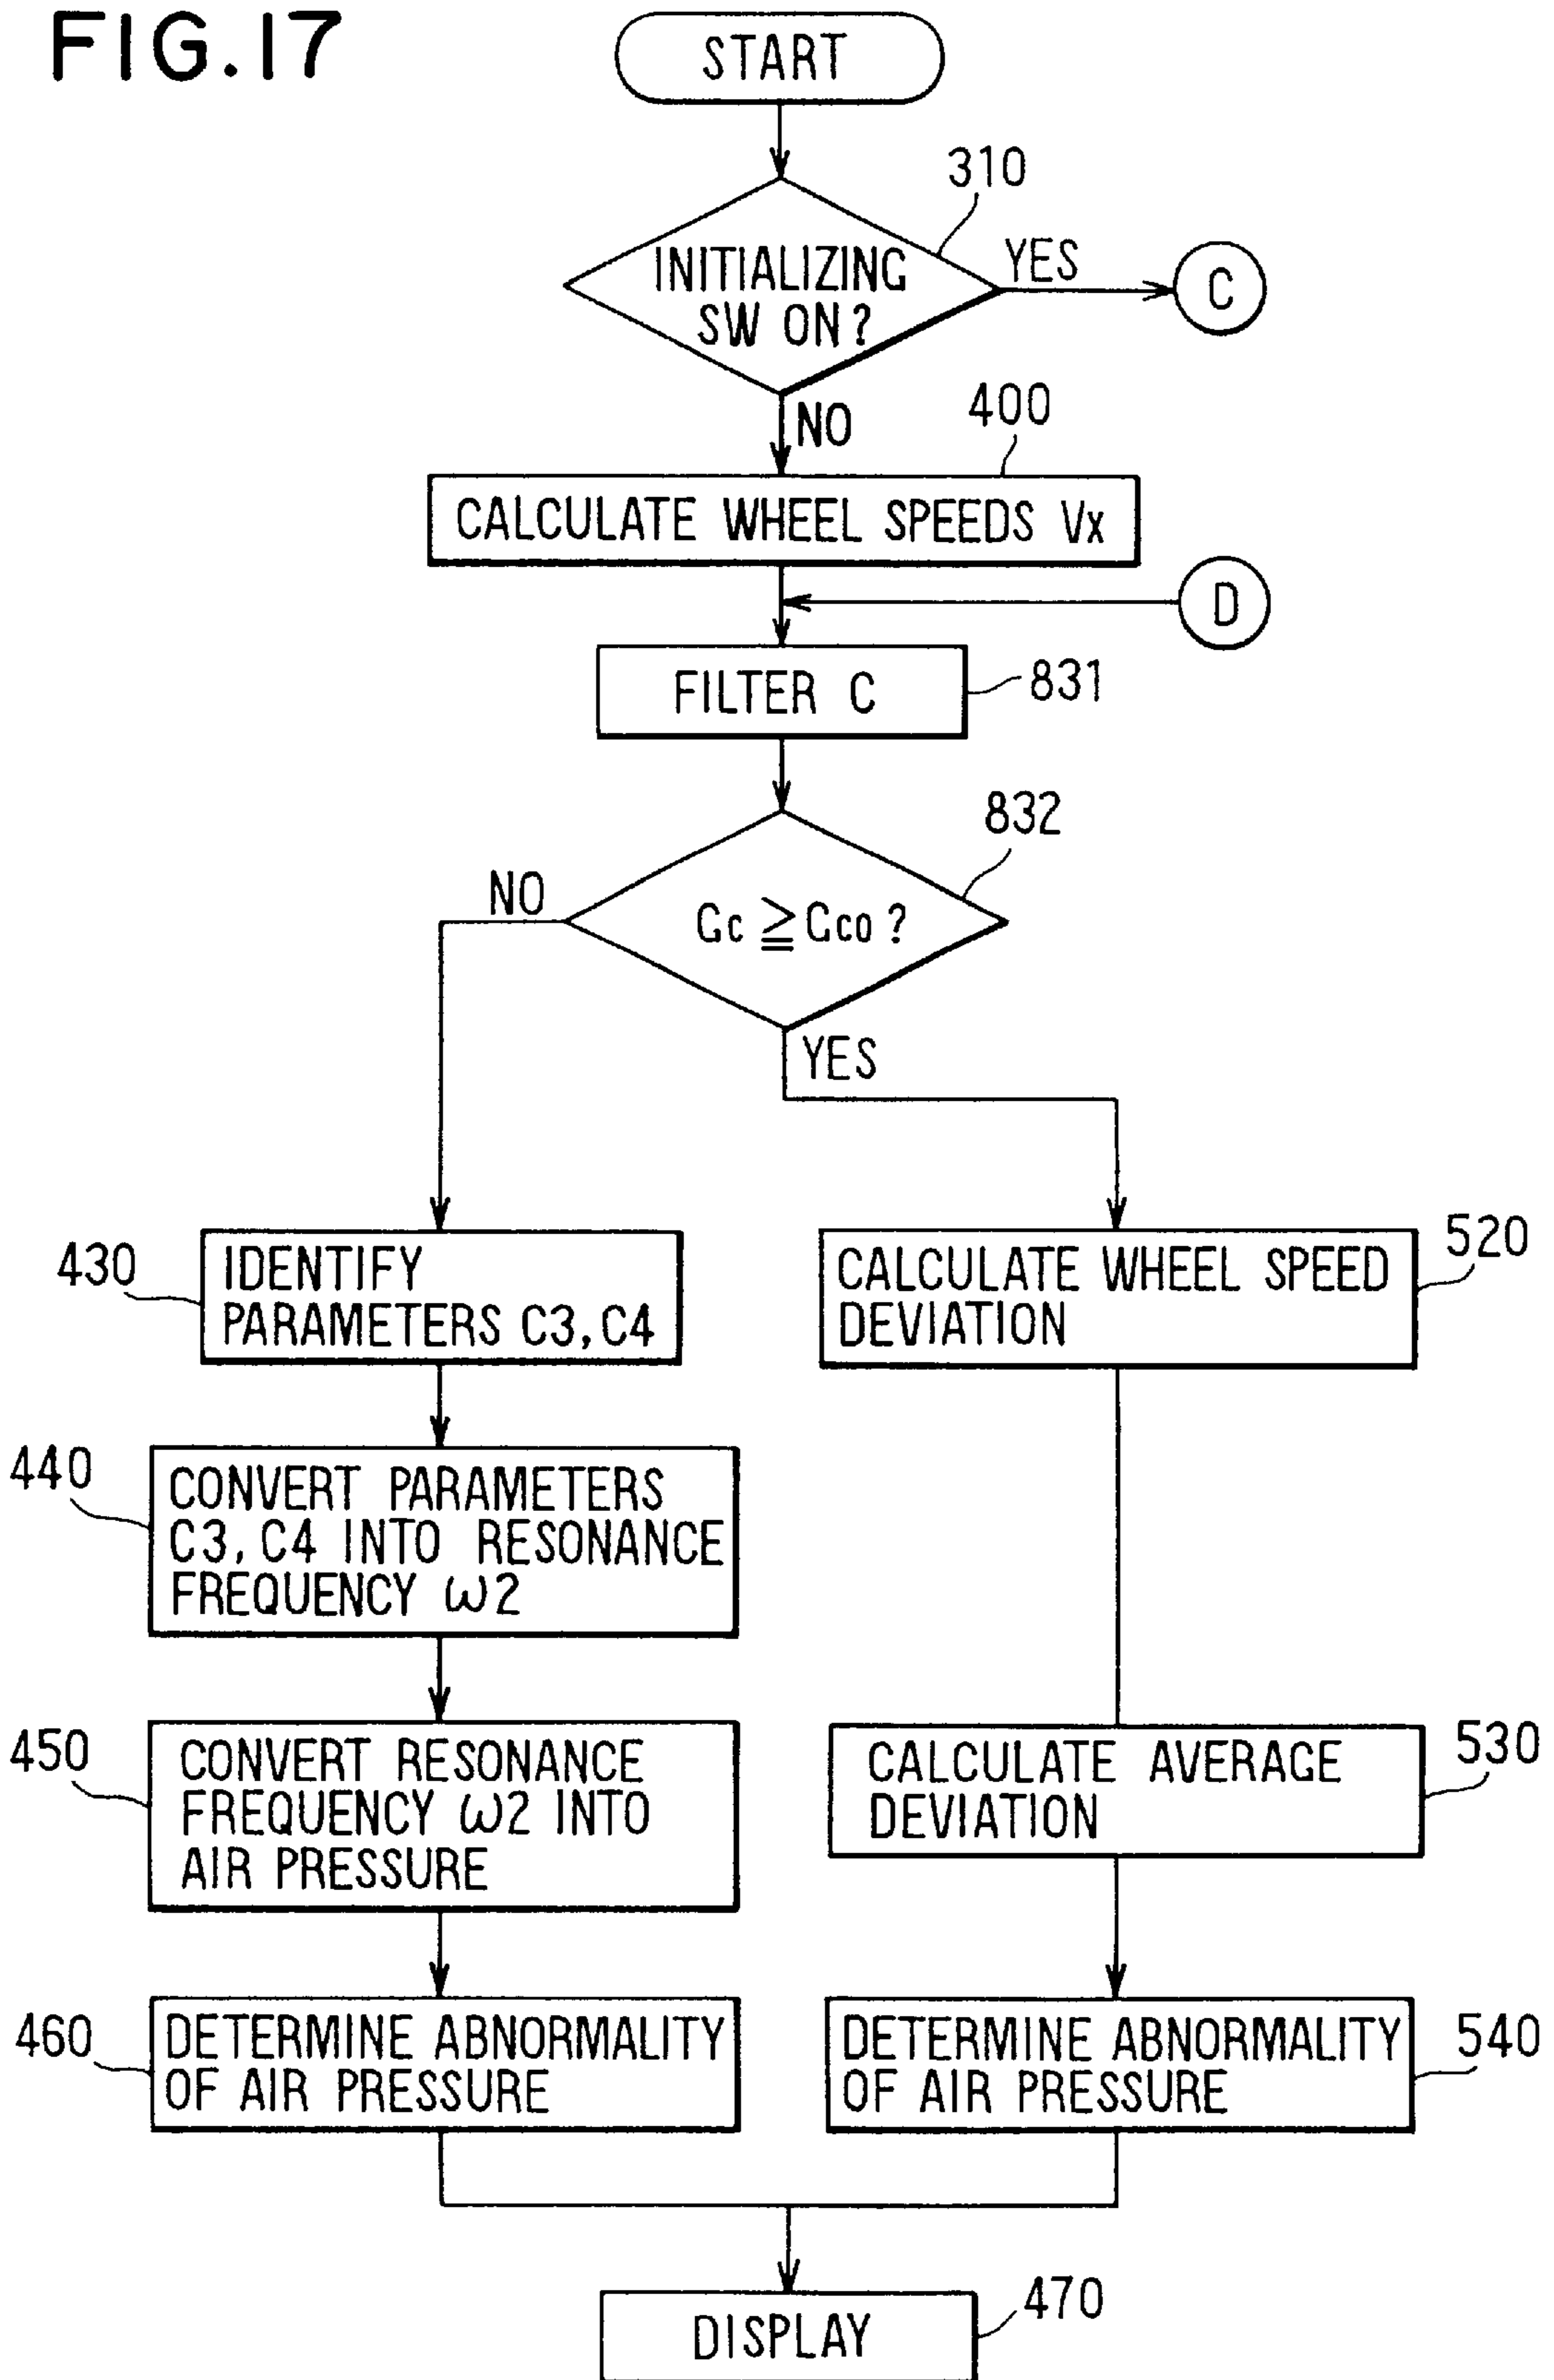 FIG.17
START
310
INITIALIZING
SW ON?
YES
C
NO
400
CALCULATE WHEEL SPEEDS Vx
D
FILTER C
831
832
NO
Gc ≧ Gco ?
YES
430
IDENTIFY
PARAMETERS C3, C4
520
CALCULATE WHEEL SPEED
DEVIATION
440
CONVERT PARAMETERS
C3, C4 INTO RESONANCE
FREQUENCY ω2
450
CONVERT RESONANCE
FREQUENCY ω2 INTO
AIR PRESSURE
530
CALCULATE AVERAGE
DEVIATION
460
DETERMINE ABNORMALITY
OF AIR PRESSURE
540
DETERMINE ABNORMALITY
OF AIR PRESSURE
470
DISPLAY